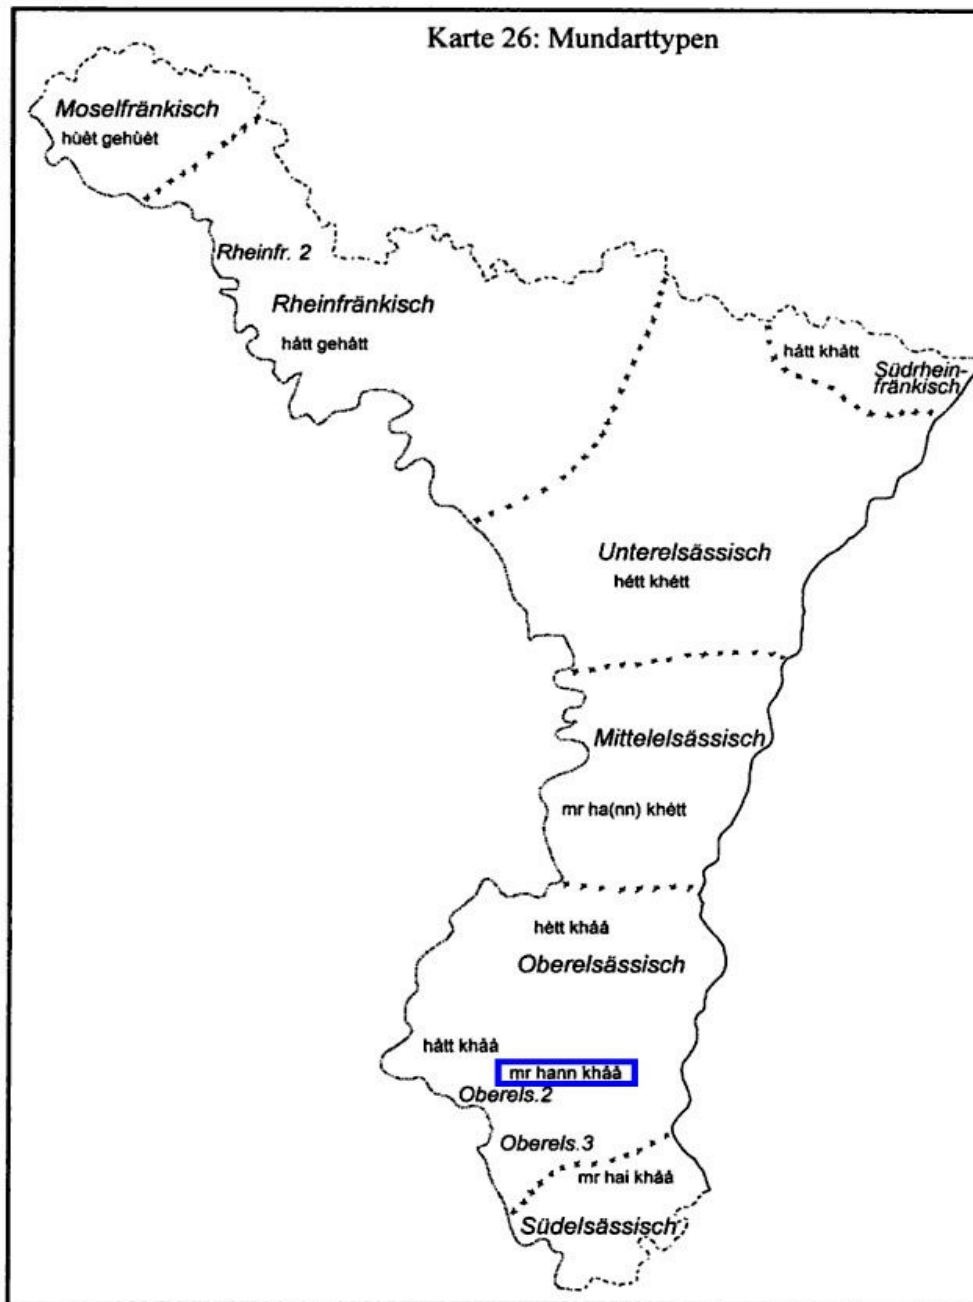 Karte 26: Mundarttypen
Moselfränkisch
hùèt gehùèt
Rheinfr. 2
Rheinfränkisch
hått gehått
hått khått
Südrhein-
fränkisch
Unterelsässisch
hétt khétt
Mittelelsässisch
mr ha(nn) khètt
hètt khåå
Oberelsässisch
hått khåå
mr hann khåå
Oberels.2
Oberels.3
mr hai khåå
Südelsässisch